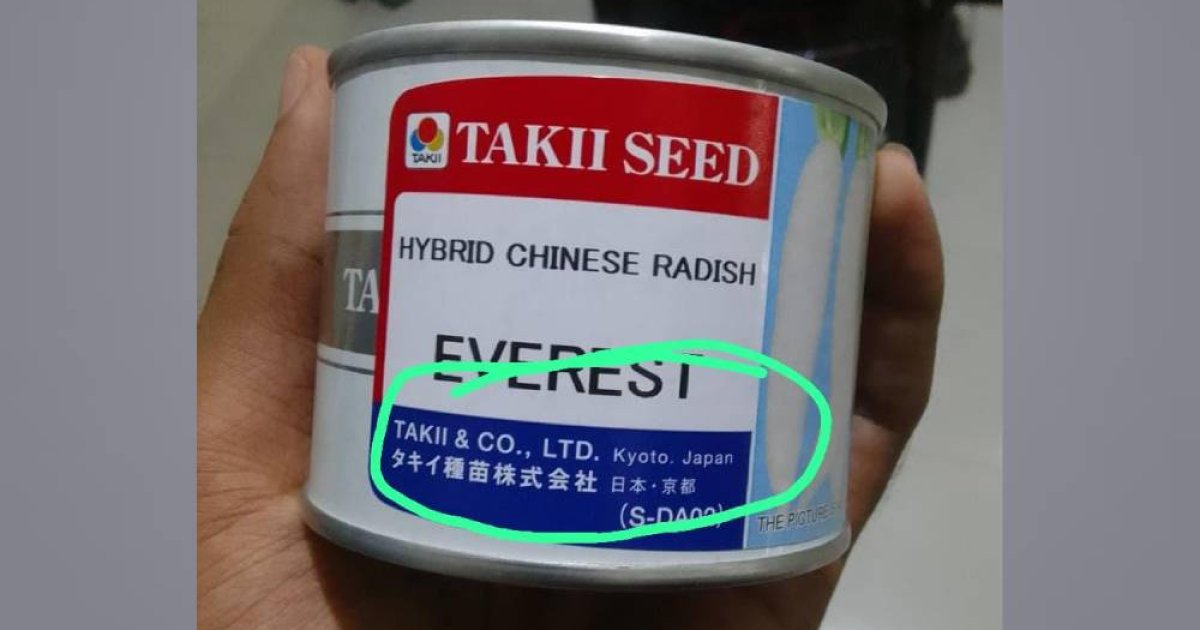 TAKII
TAKII SEED
HYBRID CHINESE RADISH
EVEREST
TAKII & CO., LTD. Kyoto. Japan
タキイ種苗株式会社 日本・京都
THE PICTURE